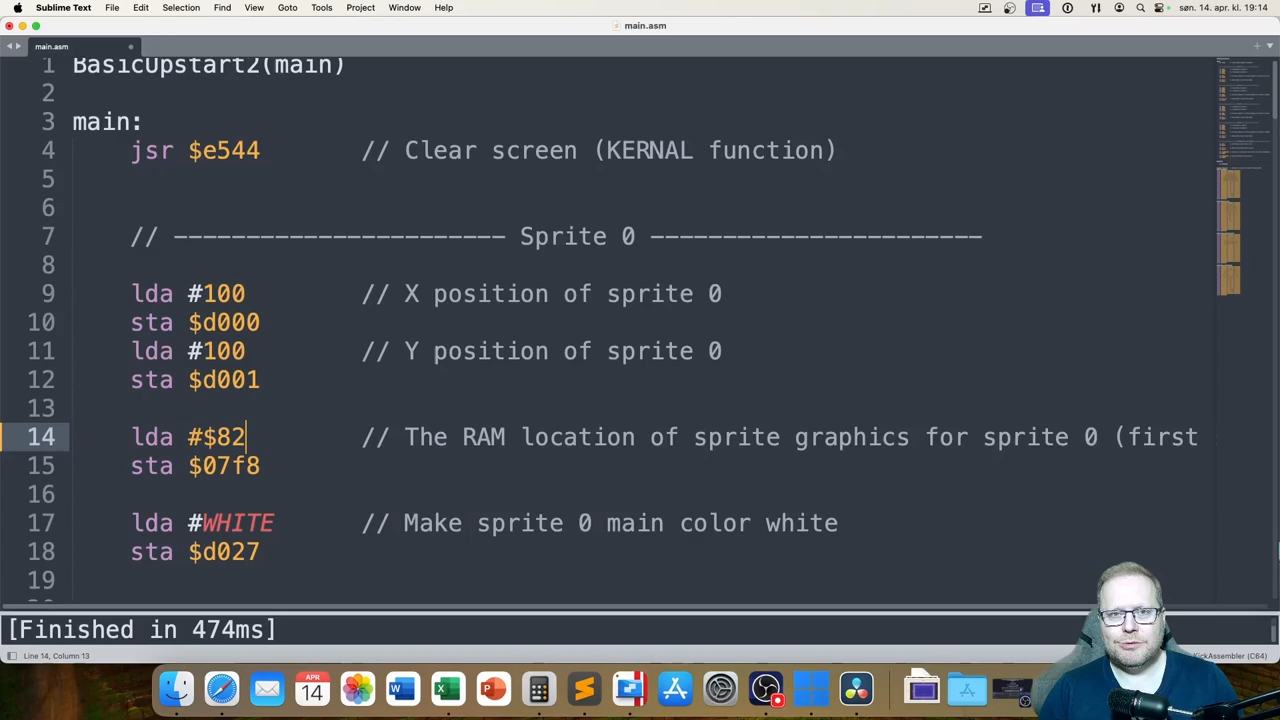 Sublime Text File Edit Selection Find View Goto Tools Project Window Help søn. 14. apr. kl. 19:14
main.asm
main.asm
1 BasicUpstart2(main)
2
3 main:
4 jsr $e544 // Clear screen (KERNAL function)
5
6
7 // ----------------------- Sprite 0 -----------------------
8
9 lda #100 // X position of sprite 0
10 sta $d000
11 lda #100 // Y position of sprite 0
12 sta $d001
13
14 lda #$82 // The RAM location of sprite graphics for sprite 0 (first
15 sta $07f8
16
17 lda #WHITE // Make sprite 0 main color white
18 sta $d027
19
[Finished in 474ms]
Line 14, Column 13 KickAssembler (C64)
APR
14